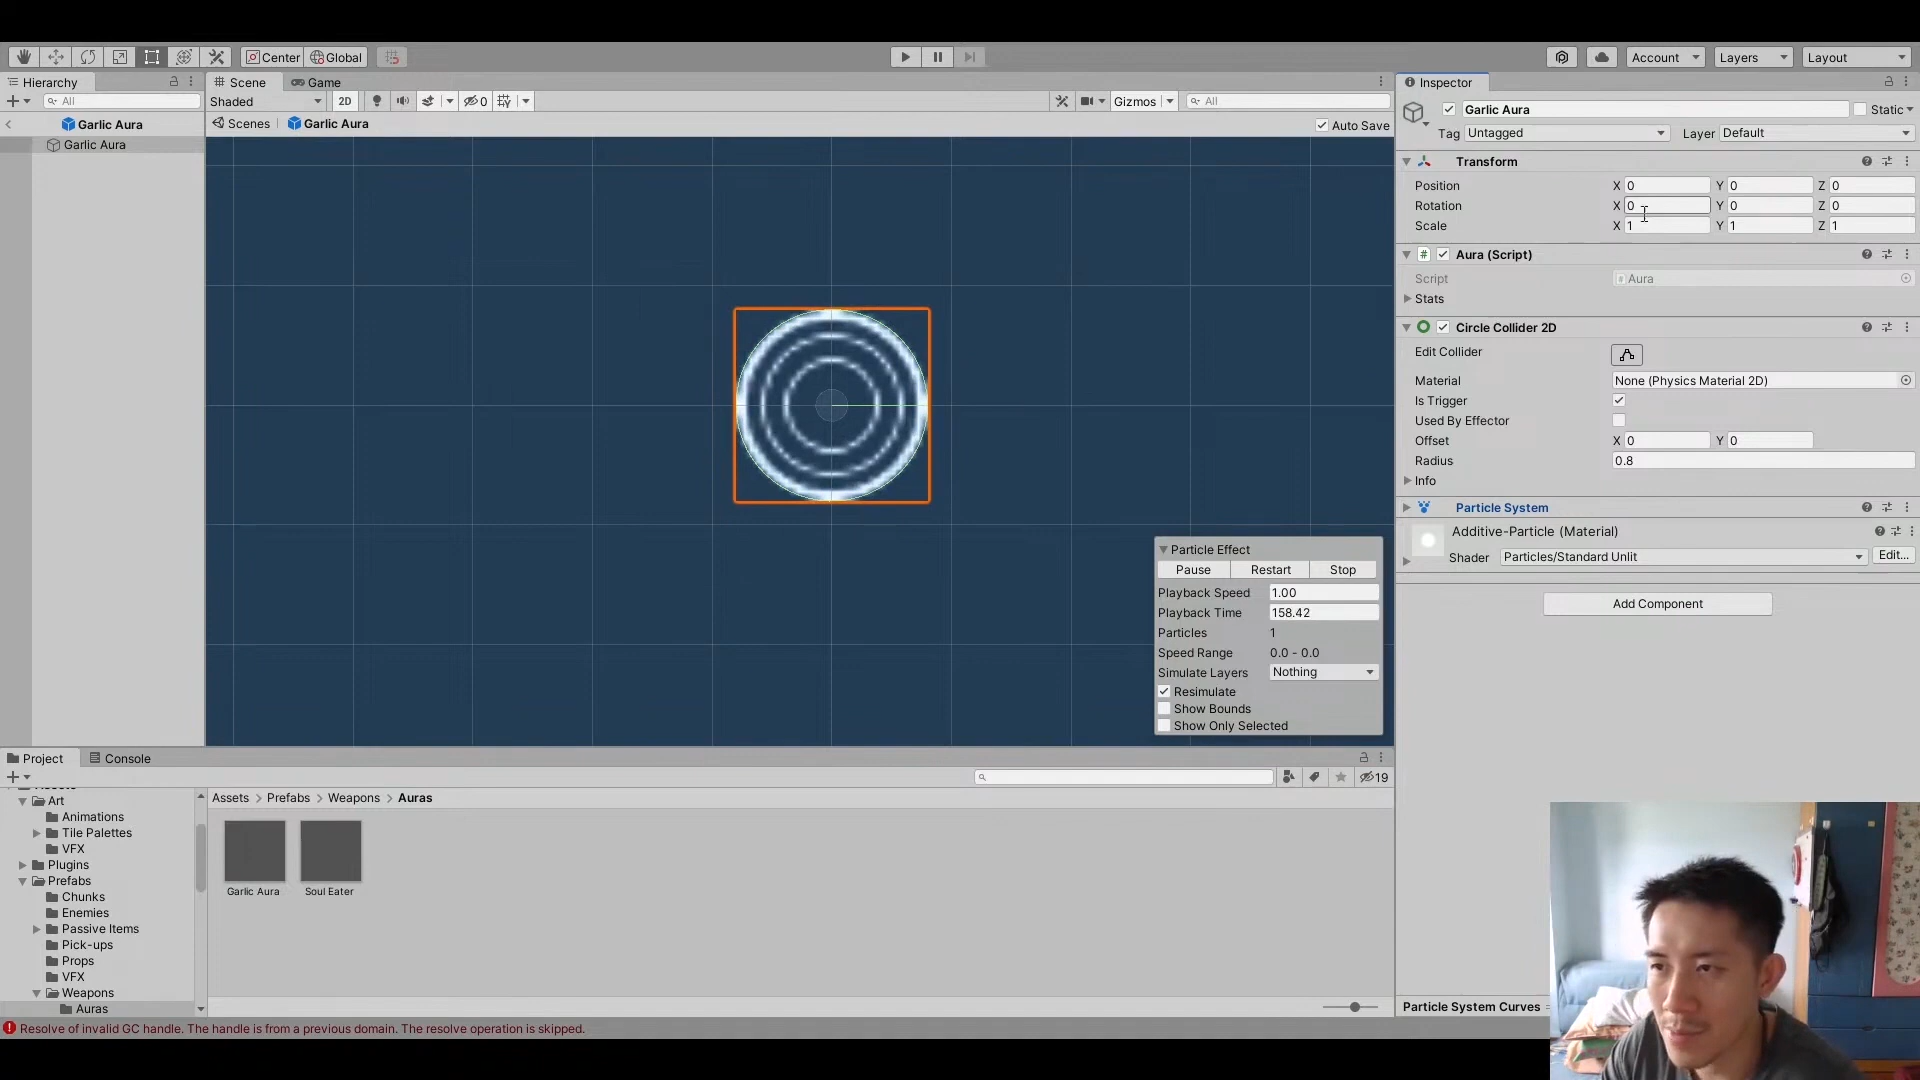 Center Global Account Layers Layout
Hierarchy Scene Game Inspector
All Shaded 2D 0 Gizmos All
Garlic Aura Scenes Garlic Aura Auto Save
Garlic Aura
Garlic Aura Static
Tag Untagged Layer Default
Transform
Position X 0 Y 0 Z 0
Rotation X 0 Y 0 Z 0
Scale X 1 Y 1 Z 1
# Aura (Script)
Script # Aura
Stats
Circle Collider 2D
Edit Collider
Material None (Physics Material 2D)
Is Trigger
Used By Effector
Offset X 0 Y 0
Radius 0.8
Info
Particle System
Additive-Particle (Material)
Shader Particles/Standard Unlit Edit...
Add Component
Particle Effect
Pause Restart Stop
Playback Speed 1.00
Playback Time 158.42
Particles 1
Speed Range 0.0 - 0.0
Simulate Layers Nothing
Resimulate
Show Bounds
Show Only Selected
Project Console
19
Assets > Prefabs > Weapons > Auras
Art
Animations
Tile Palettes
VFX
Plugins
Prefabs
Chunks
Enemies
Passive Items
Pick-ups
Props
VFX
Weapons
Auras
Garlic Aura Soul Eater
Particle System Curves
Resolve of invalid GC handle. The handle is from a previous domain. The resolve operation is skipped.